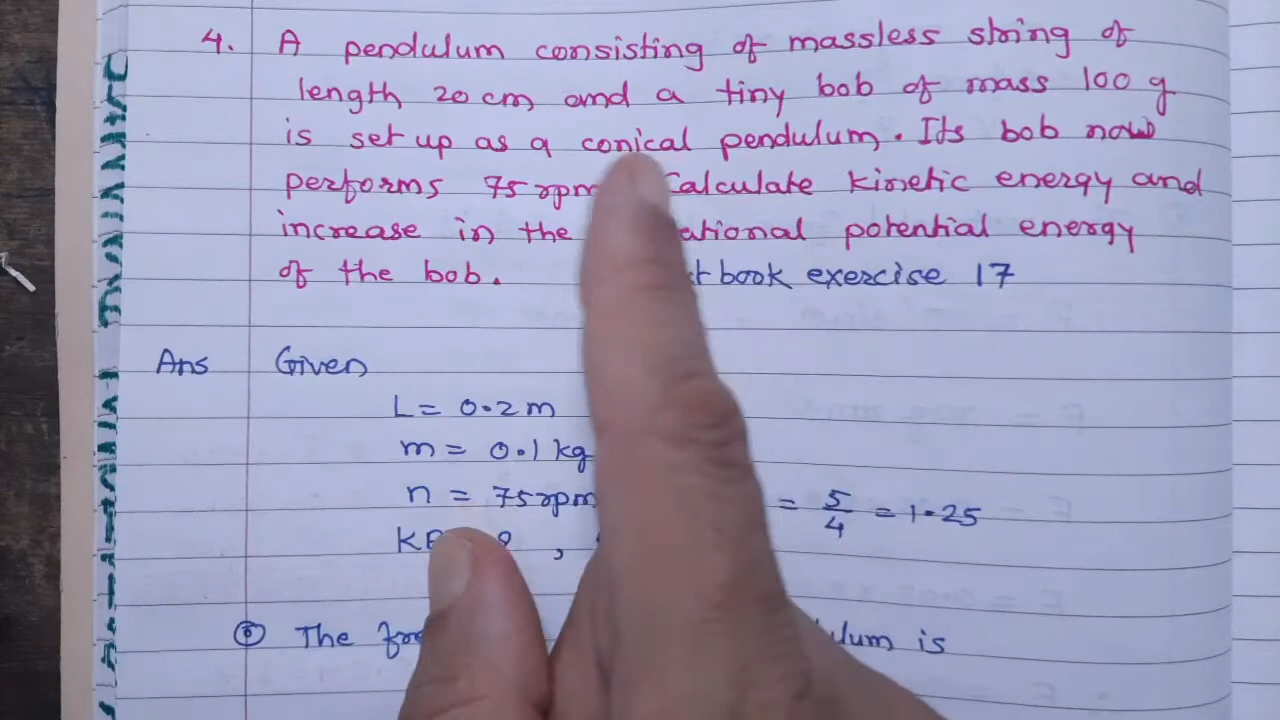 4. A pendulum consisting of massless string of
length 20 cm and a tiny bob of mass 100 g
is set up as a conical pendulum. Its bob now
performs 75 rpm Calculate kinetic energy and
increase in the ational potential energy
of the bob. book exercise 17
Ans Given
L = 0.2 m
m = 0.1 kg
n = 75 rpm = 5/4 = 1.25
The is